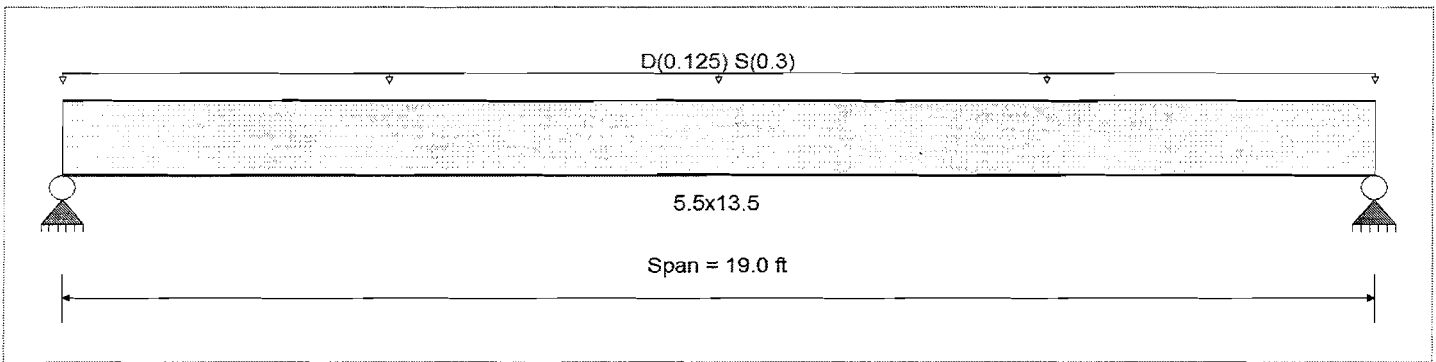 D(0.125) S(0.3)
5.5x13.5
Span = 19.0 ft